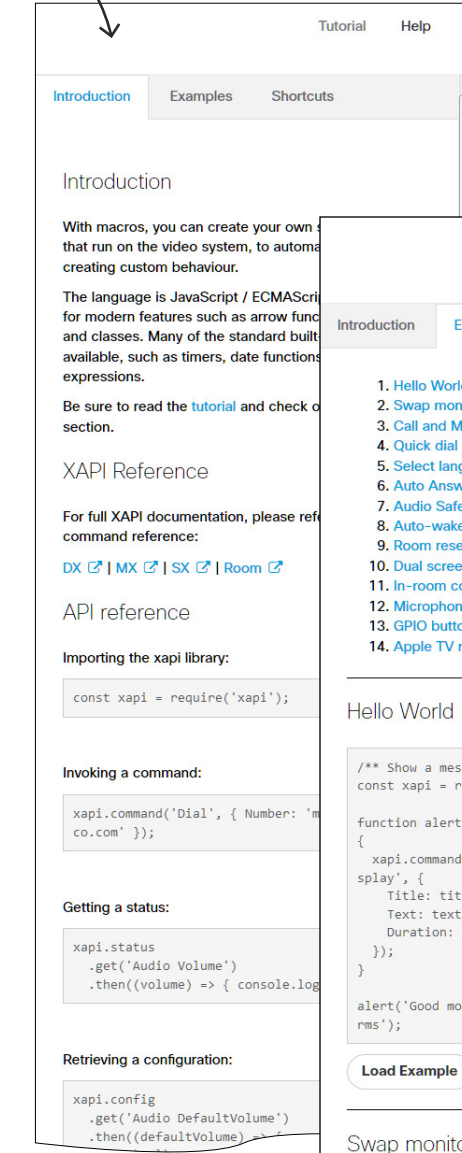 Tutorial Help
Introduction Examples Shortcuts
Introduction
With macros, you can create your own
that run on the video system, to automa
creating custom behaviour.
The language is JavaScript / ECMAScri
for modern features such as arrow func
and classes. Many of the standard built-
available, such as timers, date functions
expressions.
Be sure to read the tutorial and check o
section.
XAPI Reference
For full XAPI documentation, please refe
command reference:
DX | MX | SX | Room
API reference
Importing the xapi library:
const xapi = require('xapi');
Invoking a command:
xapi.command('Dial', { Number: 'm
co.com' });
Getting a status:
xapi.status
.get('Audio Volume')
.then((volume) => { console.log
Retrieving a configuration:
xapi.config
.get('Audio DefaultVolume')
.then((defaultVolume) => {
Introduction E
1. Hello Worl
2. Swap mon
3. Call and M
4. Quick dial
5. Select lang
6. Auto Answ
7. Audio Safe
8. Auto-wake
9. Room rese
10. Dual scree
11. In-room co
12. Microphon
13. GPIO butto
14. Apple TV r
Hello World
/** Show a mes
const xapi = r
function alert
{
xapi.command
splay', {
Title: tit
Text: text
Duration:
});
}
alert('Good mo
rms');
Load Example
Swap monito